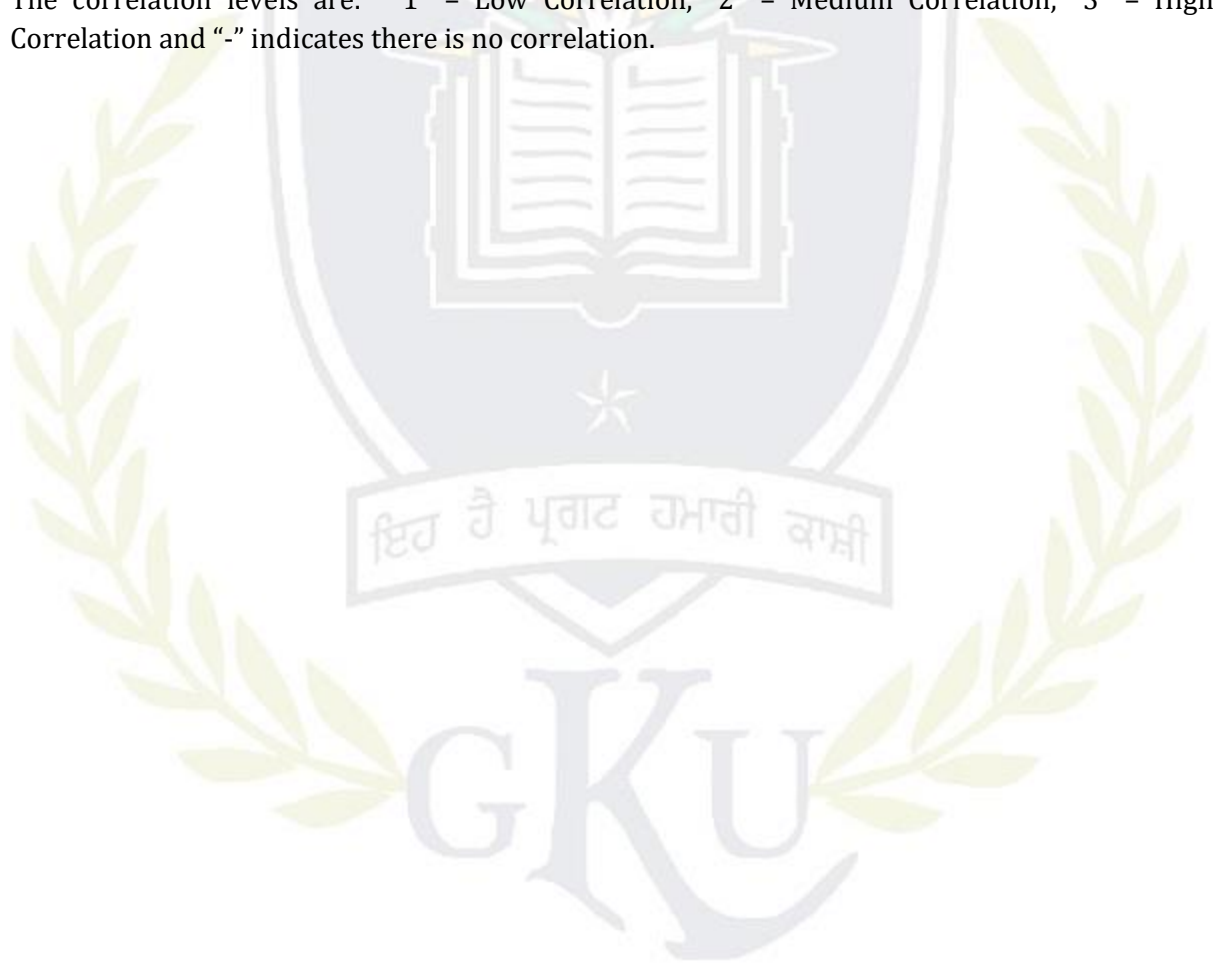 The correlation levels are: "1" – Low Correlation, "2" – Medium Correlation, "3" – High
Correlation and “-” indicates there is no correlation.
ਇਹ ਹੈ ਪ੍ਰਗਟ ਹਮਾਰੀ ਕਾਸ਼ੀ
GKU